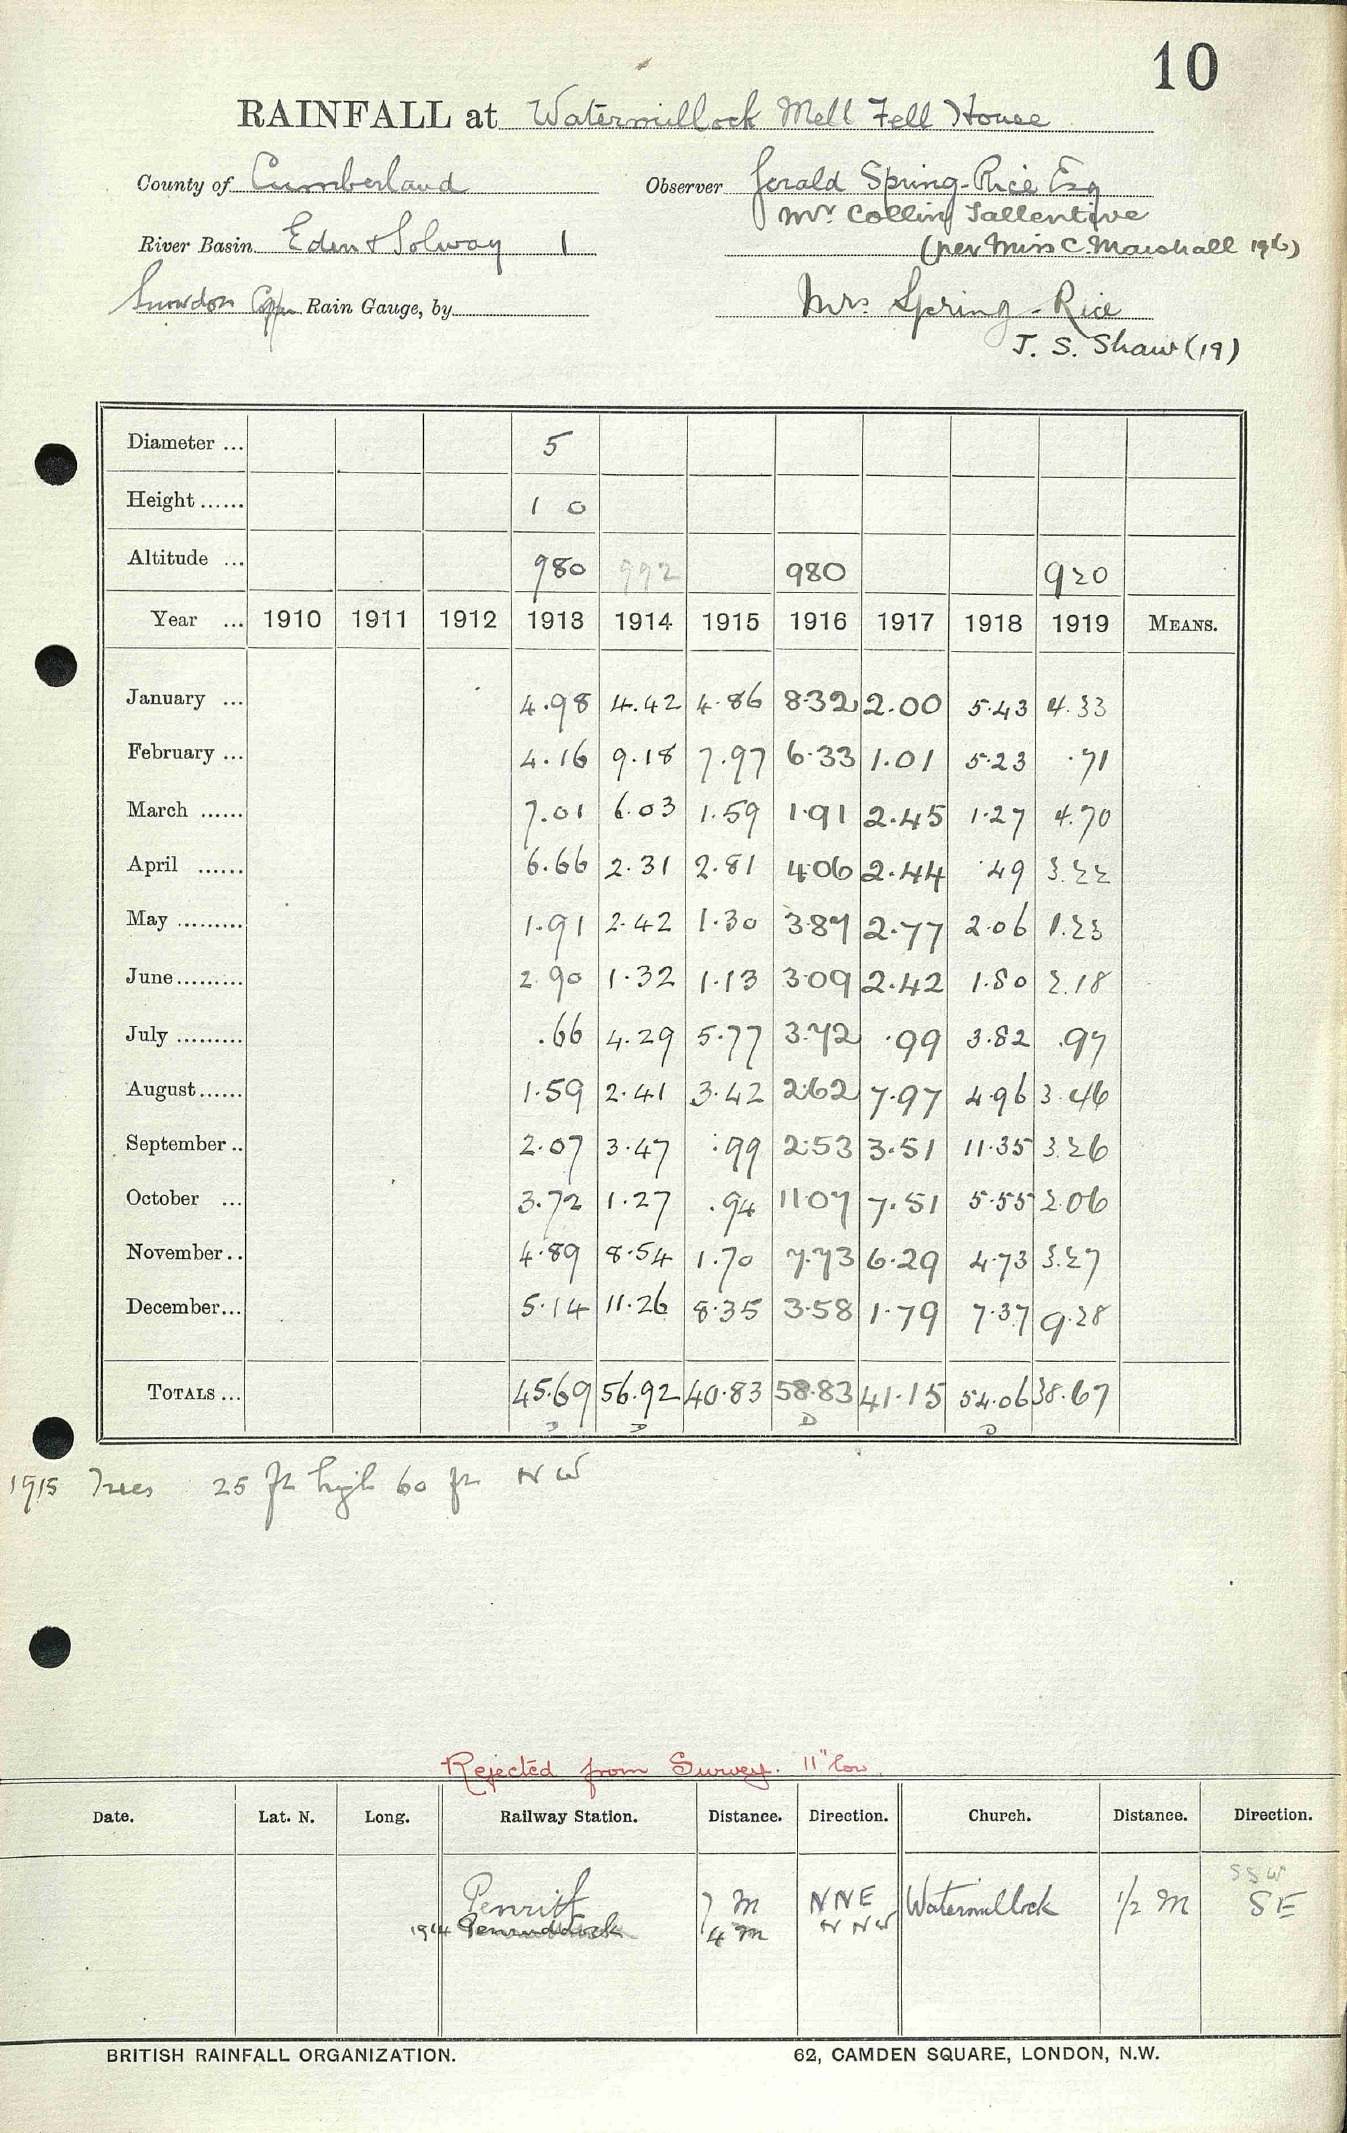 10
RAINFALL at Watermillock Mell Fell House
County of Cumberland Observer Gerald Spring-Rice Esq
Mr Collin Tallentire
River Basin Eden & Solway 1 (per Miss C. Marshall 1916)
Snowdon Copper Rain Gauge, by Mrs. Spring-Rice
J. S. Shaw (19)
Diameter ... 5
Height ...... 1 0
Altitude ... 980 992 980 920
Year ... 1910 1911 1912 1913 1914 1915 1916 1917 1918 1919 MEANS.
January ... 4.98 4.42 4.86 8.32 2.00 5.43 4.33
February ... 4.16 9.18 7.97 6.33 1.01 5.23 .71
March ...... 7.01 6.03 1.59 1.91 2.45 1.27 4.70
April ...... 6.66 2.31 2.81 4.06 2.44 .49 3.22
May ......... 1.91 2.42 1.30 3.87 2.77 2.06 1.23
June......... 2.90 1.32 1.13 3.09 2.42 1.80 2.18
July ......... .66 4.29 5.77 3.72 .99 3.82 .97
August...... 1.59 2.41 3.42 2.62 7.97 4.96 3.46
September.. 2.07 3.47 .99 2.53 3.51 11.35 3.26
October ... 3.72 1.27 .94 11.07 7.51 5.55 2.06
November.. 4.89 8.54 1.70 7.73 6.29 4.73 3.27
December... 5.14 11.26 8.35 3.58 1.79 7.37 9.28
TOTALS ... 45.69 56.92 40.83 58.83 41.15 54.06 38.67
D D D D
1915 Trees 25 ft high 60 ft NW
Rejected from Survey. 11" low.
Date. Lat. N. Long. Railway Station. Distance. Direction. Church. Distance. Direction.
SSW
Penrith 7 M NNE Watermillock 1/2 M SE
1914 Penruddock 4 m N NW
BRITISH RAINFALL ORGANIZATION. 62, CAMDEN SQUARE, LONDON, N.W.